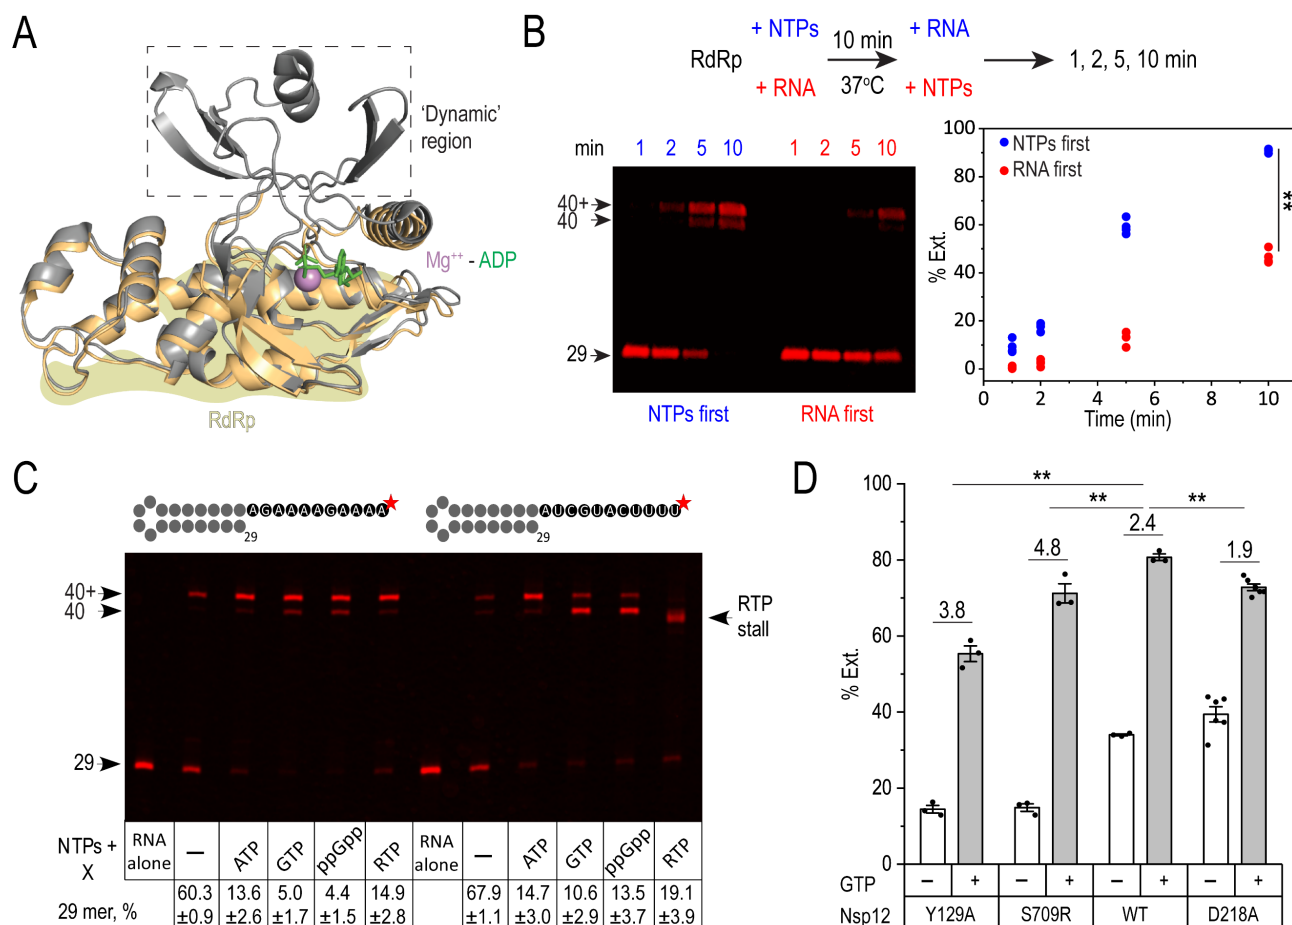 A
'Dynamic'
region
Mg++ - ADP
RdRp
B
+ NTPs
10 min
+ RNA
RdRp
1, 2, 5, 10 min
+ RNA
37oC
+ NTPs
min 1 2 5 10 1 2 5 10
40+
40
29
NTPs first RNA first
100
80
60
40
20
0
% Ext.
NTPs first
RNA first
**
0 2 4 6 8 10
Time (min)
C
AGAAAAGAAAA
29
AUCGUACUUUU
29
40+
40
29
RTP
stall
NTPs +
X
RNA
alone
– ATP GTP ppGpp RTP
RNA
alone
– ATP GTP ppGpp RTP
29 mer, %
60.3 13.6 5.0 4.4 14.9 67.9 14.7 10.6 13.5 19.1
±0.9 ±2.6 ±1.7 ±1.5 ±2.8 ±1.1 ±3.0 ±2.9 ±3.7 ±3.9
D
100
80
60
40
20
0
% Ext.
**
** **
3.8 4.8 2.4 1.9
GTP – + – + – + – +
Nsp12 Y129A S709R WT D218A